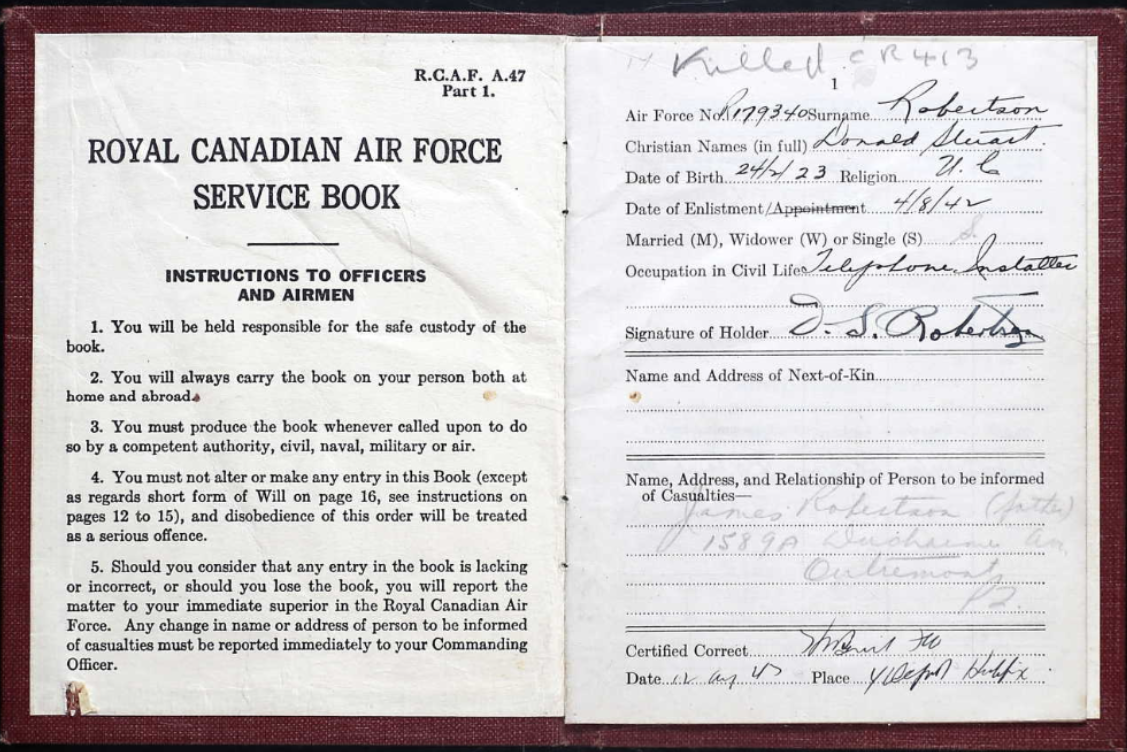 R.C.A.F. A.47
Part 1.
ROYAL CANADIAN AIR FORCE
SERVICE BOOK
INSTRUCTIONS TO OFFICERS
AND AIRMEN
1. You will be held responsible for the safe custody of the
book.
2. You will always carry the book on your person both at
home and abroad.
3. You must produce the book whenever called upon to do
so by a competent authority, civil, naval, military or air.
4. You must not alter or make any entry in this Book (except
as regards short form of Will on page 16, see instructions on
pages 12 to 15), and disobedience of this order will be treated
as a serious offence.
5. Should you consider that any entry in the book is lacking
or incorrect, or should you lose the book, you will report the
matter to your immediate superior in the Royal Canadian Air
Force. Any change in name or address of person to be informed
of casualties must be reported immediately to your Commanding
Officer.
Killed CR413
1
Air Force No. R179340 Surname Robertson
Christian Names (in full) Donald Stuart
Date of Birth 24/2/23 Religion U.C
Date of Enlistment/Appointment 4/8/42
Married (M), Widower (W) or Single (S) S.
Occupation in Civil Life Telephone Installer
Signature of Holder D. S. Robertson
Name and Address of Next-of-Kin
Name, Address, and Relationship of Person to be informed
of Casualties—
James Robertson (father)
1589A Ducharme Av.
Outremont
P2.
Certified Correct
Date 12 Aug 43 Place Y Depot Halifix